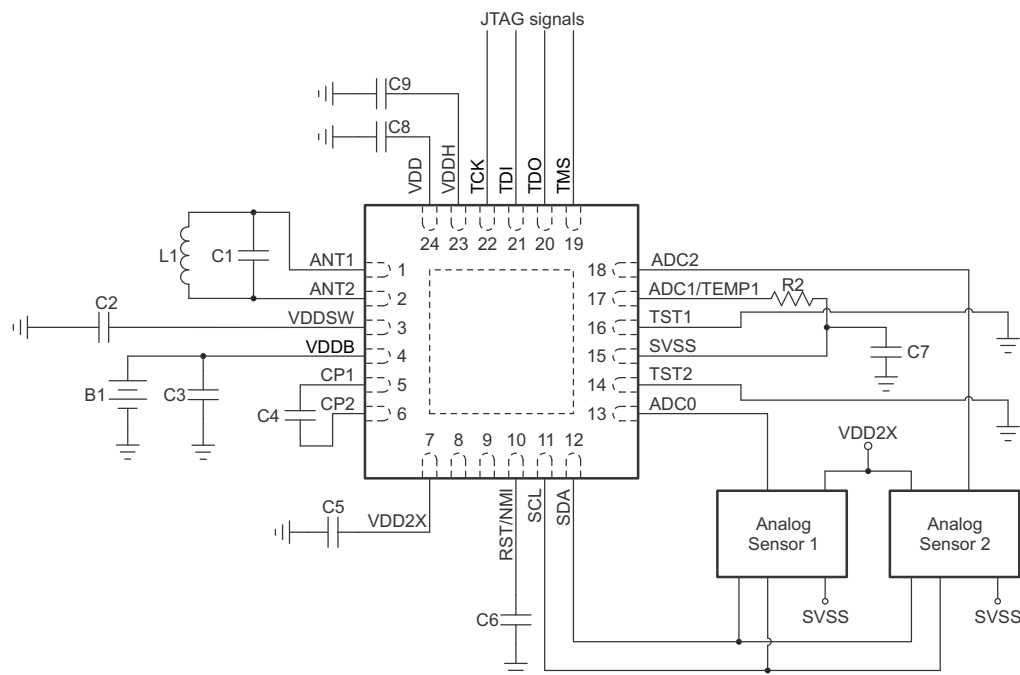 JTAG signals
C9
C8
VDD
VDDH
TCK
TDI
TDO
TMS
24 23 22 21 20 19
L1
C1
ANT1
1
ANT2
2
C2
VDDSW
3
VDDB
4
B1
C3
CP1
5
C4
CP2
6
18
ADC2
17
ADC1/TEMP1
R2
16
TST1
15
SVSS
C7
14
TST2
13
ADC0
7 8 9 10 11 12
C5
VDD2X
RST/NMI
SCL
SDA
C6
VDD2X
Analog
Sensor 1
Analog
Sensor 2
SVSS
SVSS